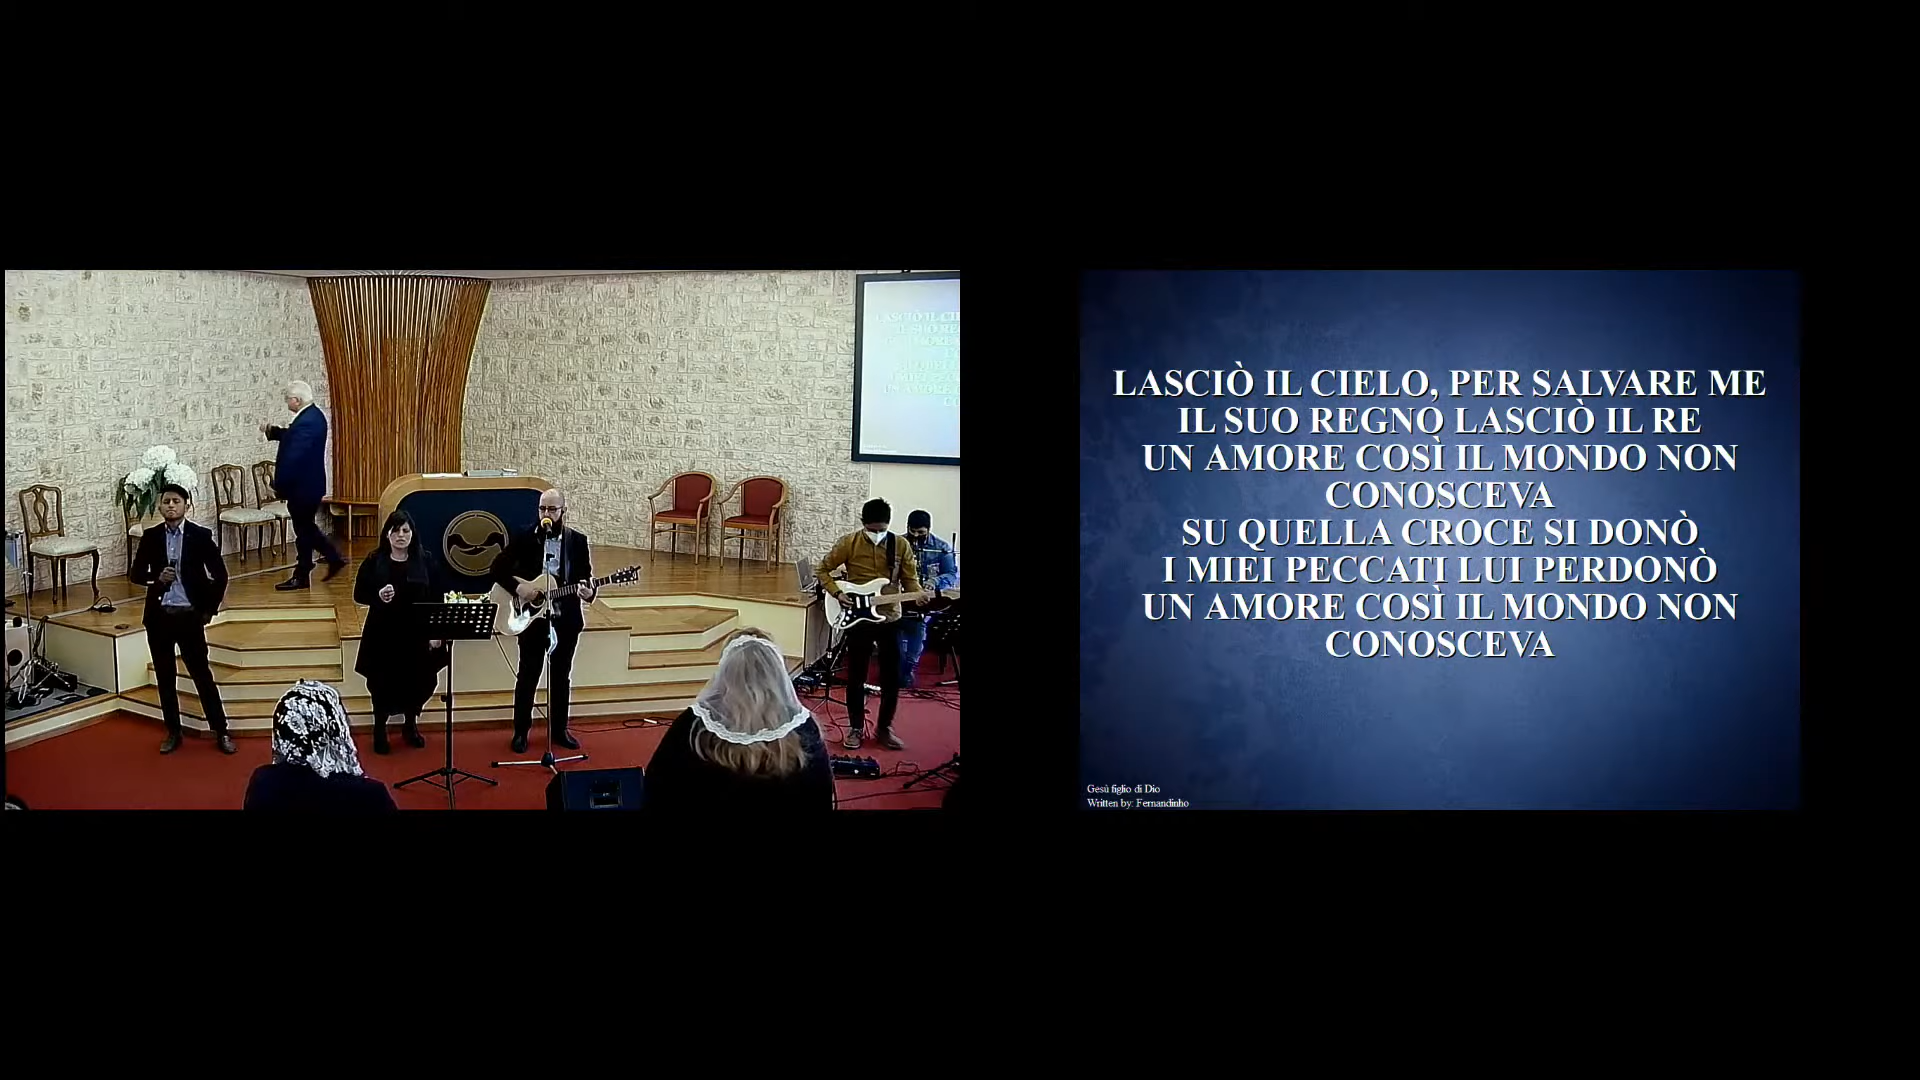 LASCIÒ IL CIELO, PER SALVARE ME
IL SUO REGNO LASCIÒ IL RE
UN AMORE COSÌ IL MONDO NON
CONOSCEVA
SU QUELLA CROCE SI DONÒ
I MIEI PECCATI LUI PERDONÒ
UN AMORE COSÌ IL MONDO NON
CONOSCEVA
Gesù figlio di Dio
Written by: Fernandinho